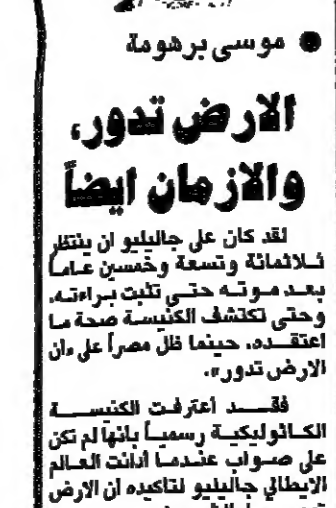 ● موسى برهومة
الارض تدور،
والازمان ايضاً
لقد كان على جاليليو ان ينتظر
ثلاثمائة وتسعة وخمسين عاماً
بعد موته حتى تثبت براءته.
وحتى تكتشف الكنيسة صحة ما
اعتقده. حينما ظل مصراً على «ان
الارض تدور».
فقد أعترفت الكنيسة
الكاثوليكية رسمياً بانها لم تكن
على صواب عندما أدانت العالم
الايطالي جاليليو لتاكيده ان الارض